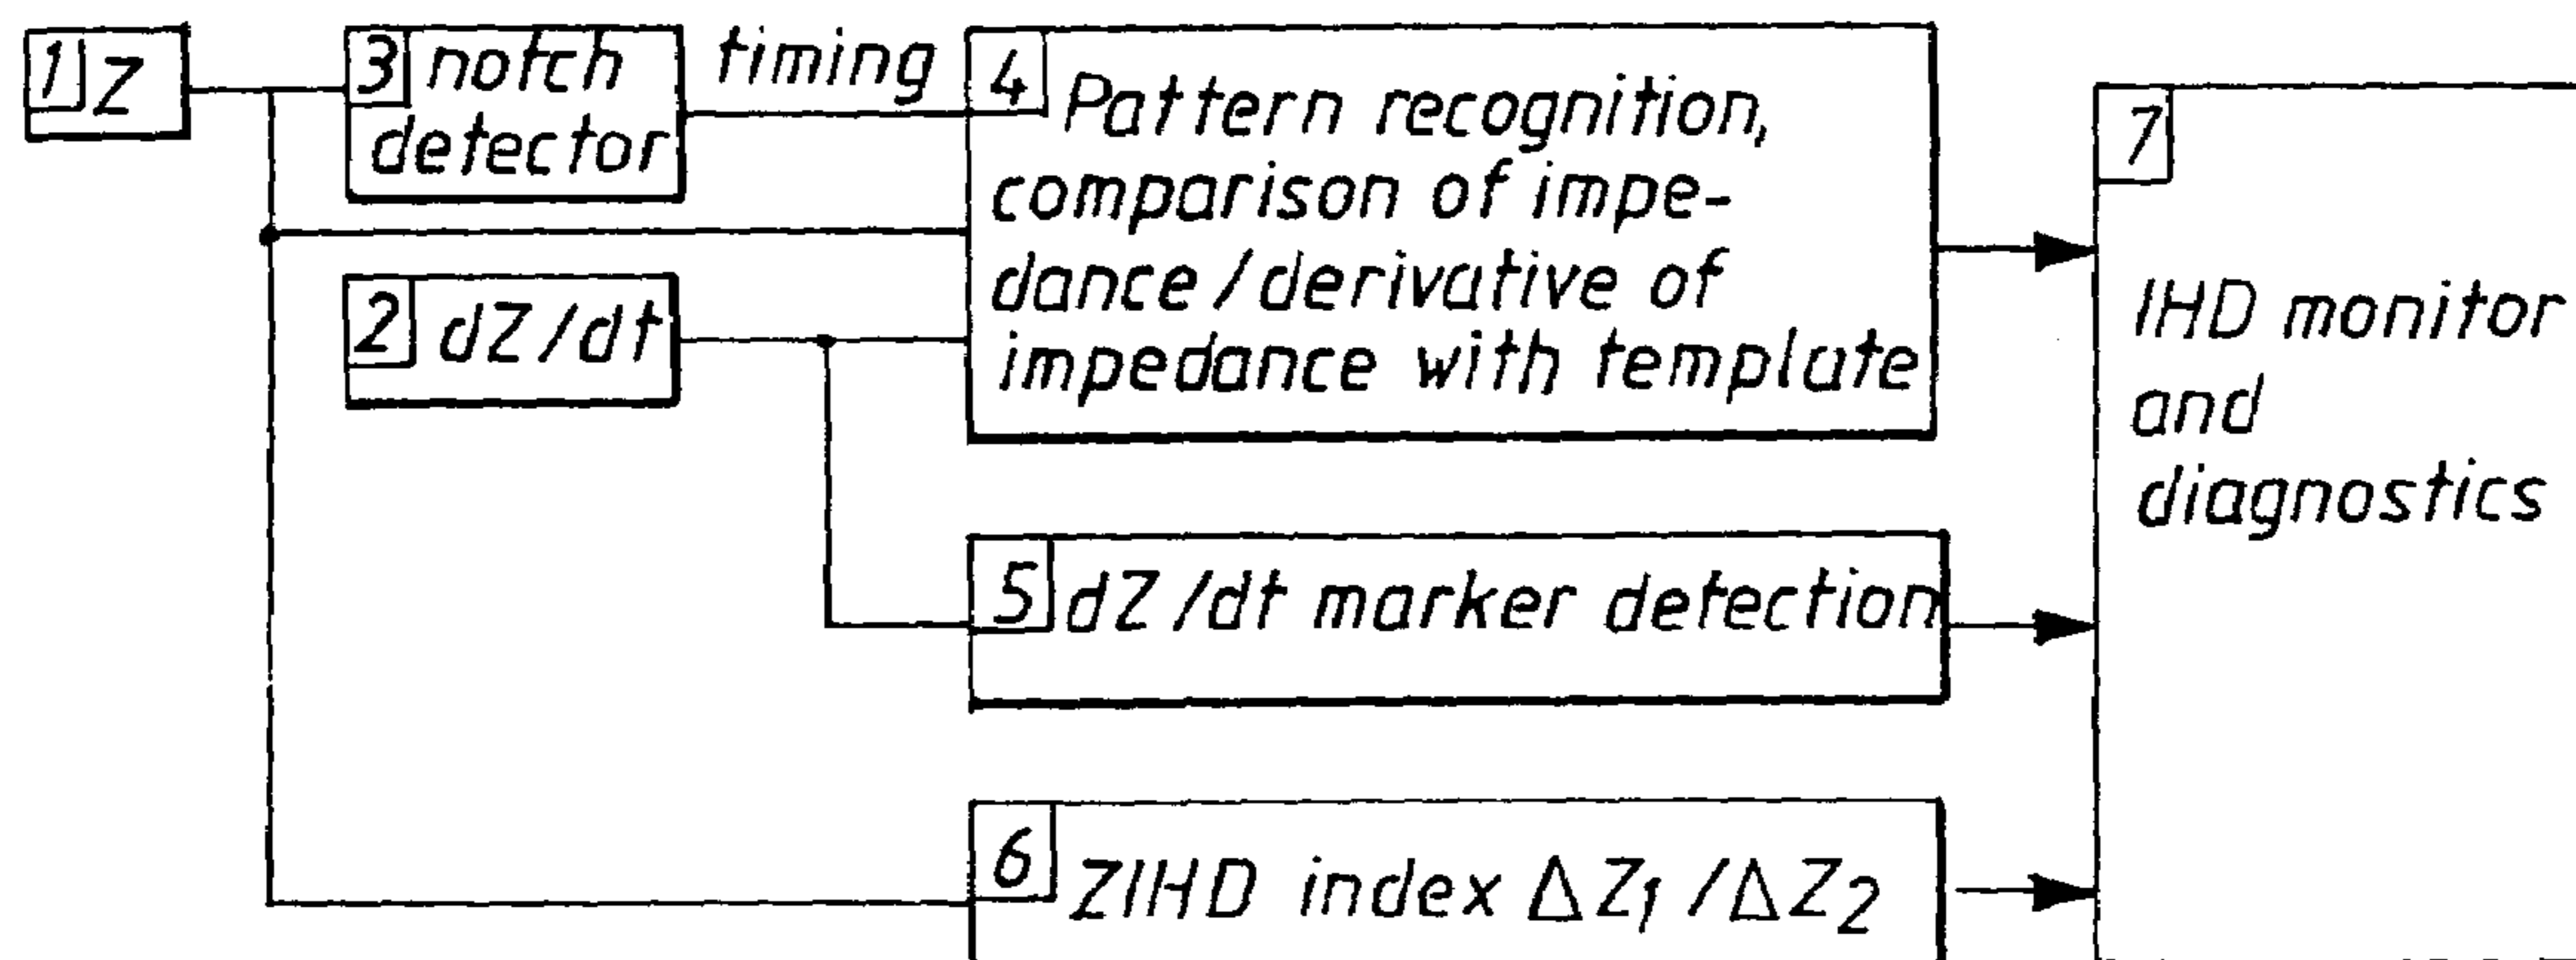 1 Z
3 notch
detector
timing
2 dZ/dt
4 Pattern recognition,
comparison of impe-
dance/derivative of
impedance with template
5 dZ/dt marker detection
6 ZIHD index ΔZ1/ΔZ2
7
IHD monitor
and
diagnostics